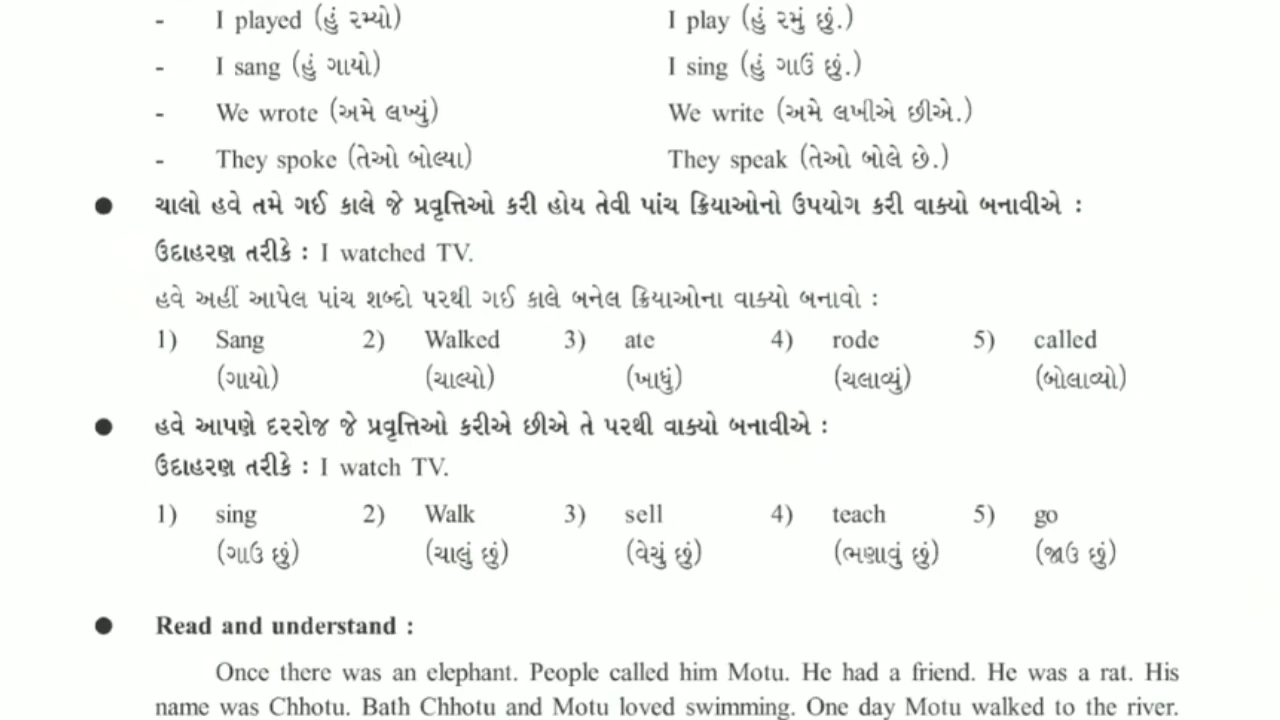 - I played (હું રમ્યો) I play (હું રમું છું.)
- I sang (હું ગાયો) I sing (હું ગાઉં છું.)
- We wrote (અમે લખ્યું) We write (અમે લખીએ છીએ.)
- They spoke (તેઓ બોલ્યા) They speak (તેઓ બોલે છે.)
● ચાલો હવે તમે ગઈ કાલે જે પ્રવૃત્તિઓ કરી હોય તેવી પાંચ ક્રિયાઓનો ઉપયોગ કરી વાક્યો બનાવીએ :
ઉદાહરણ તરીકે : I watched TV.
હવે અહીં આપેલ પાંચ શબ્દો પરથી ગઈ કાલે બનેલ ક્રિયાઓના વાક્યો બનાવો :
1) Sang 2) Walked 3) ate 4) rode 5) called
(ગાયો) (ચાલ્યો) (ખાધું) (ચલાવ્યું) (બોલાવ્યો)
● હવે આપણે દરરોજ જે પ્રવૃત્તિઓ કરીએ છીએ તે પરથી વાક્યો બનાવીએ :
ઉદાહરણ તરીકે : I watch TV.
1) sing 2) Walk 3) sell 4) teach 5) go
(ગાઉ છું) (ચાલું છું) (વેચું છું) (ભણાવું છું) (જાઉ છું)
● Read and understand :
Once there was an elephant. People called him Motu. He had a friend. He was a rat. His
name was Chhotu. Bath Chhotu and Motu loved swimming. One day Motu walked to the river.